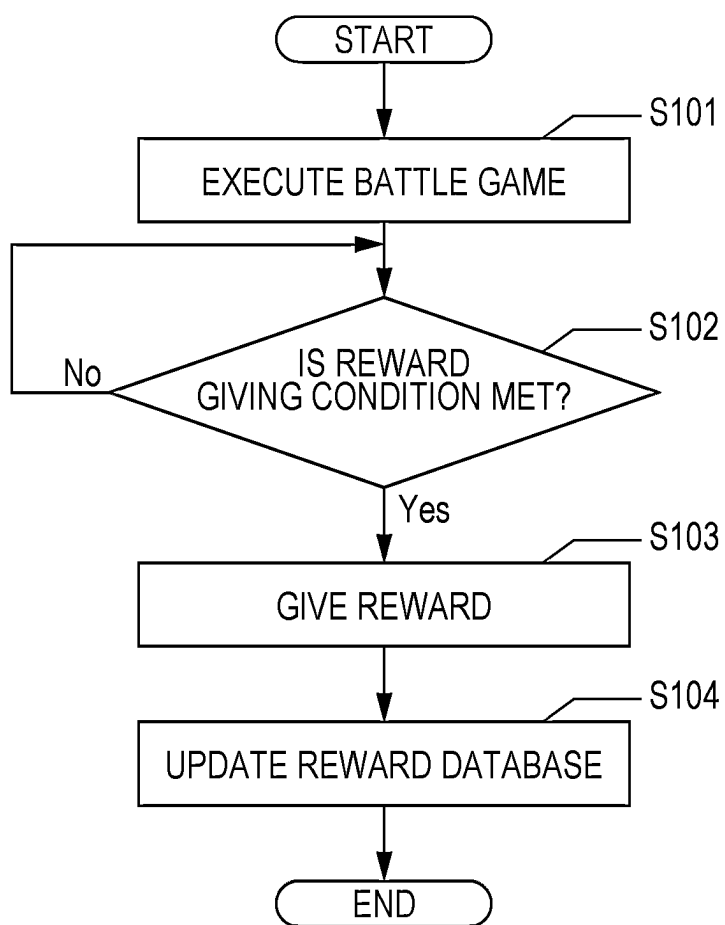 START
S101
EXECUTE BATTLE GAME
S102
IS REWARD
GIVING CONDITION MET?
No
Yes
S103
GIVE REWARD
S104
UPDATE REWARD DATABASE
END